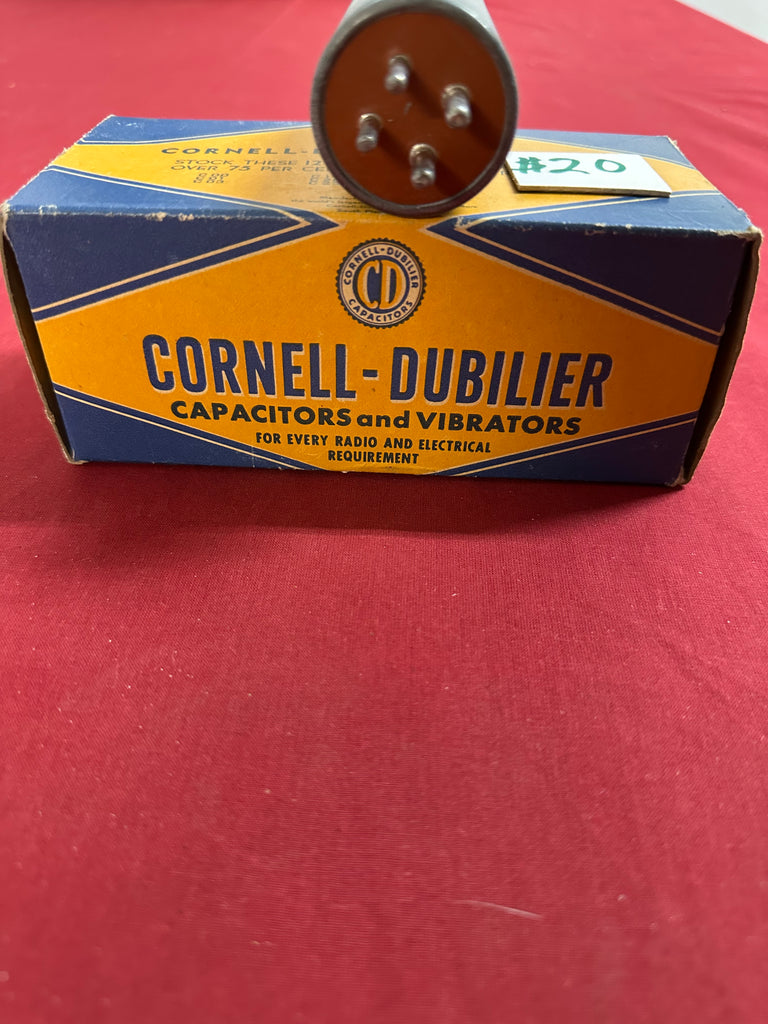 CORNELL-
STOCK THESE 12
OVER 75 PER CE
#20
CORNELL-DUBILIER
CD
CAPACITORS
CORNELL-DUBILIER
CAPACITORS and VIBRATORS
FOR EVERY RADIO AND ELECTRICAL
REQUIREMENT